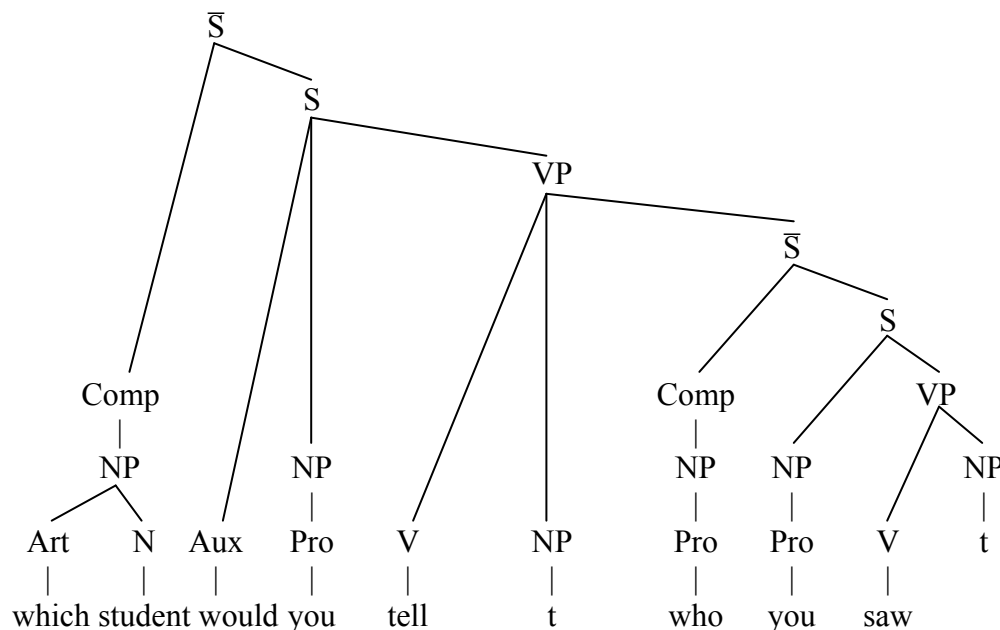 S̅
S
VP
S̅
S
Comp Comp VP
NP NP NP NP NP
Art N Aux Pro V NP Pro Pro V t
which student would you tell t who you saw